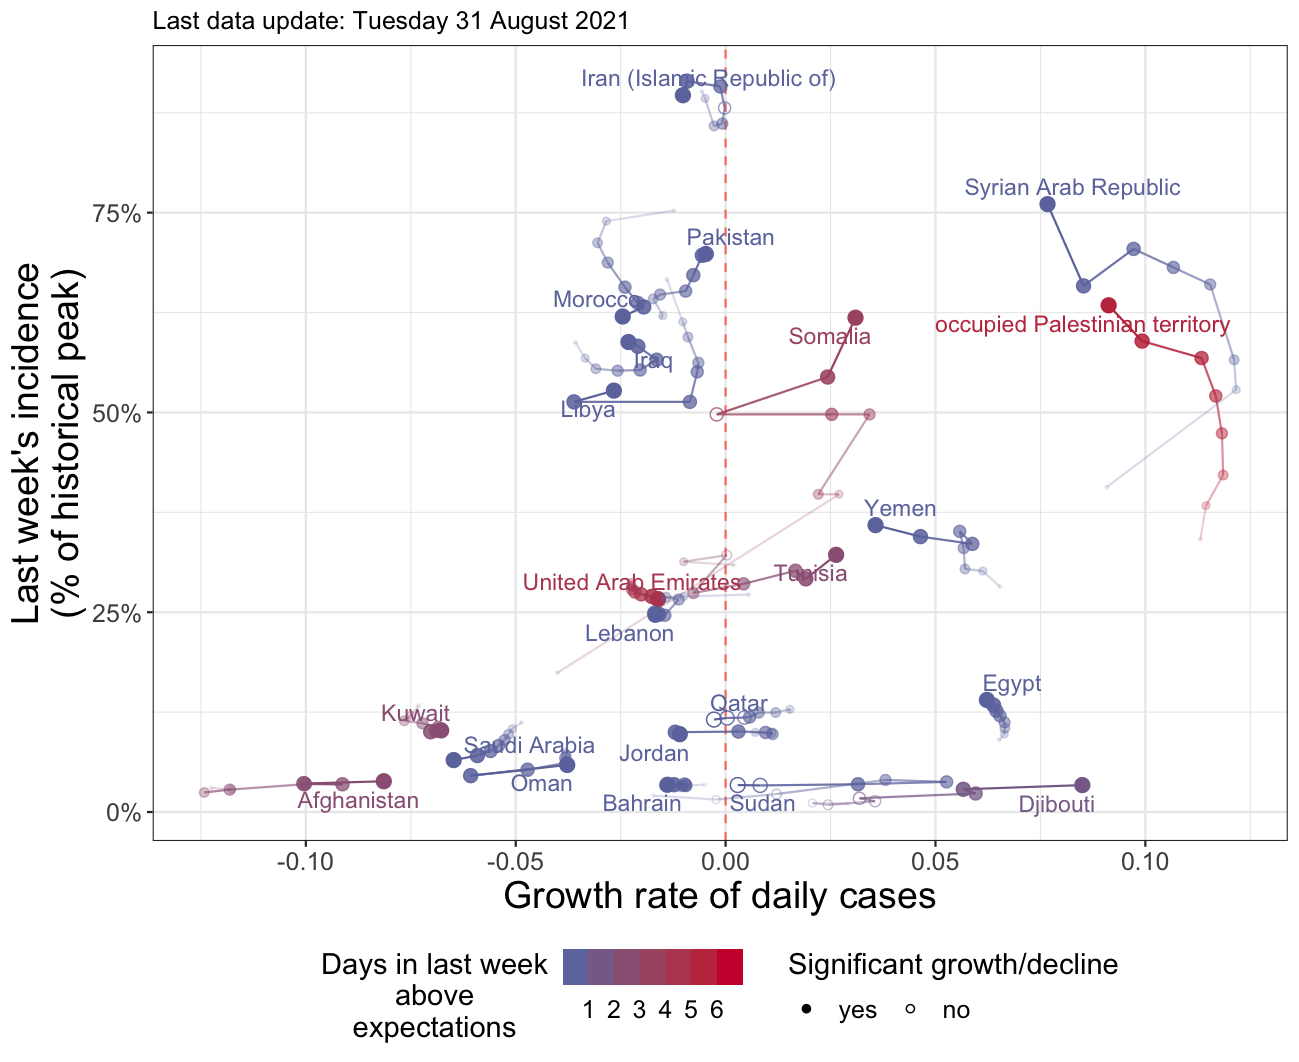 Last data update: Tuesday 31 August 2021
Last week's incidence
(% of historical peak)
75%
50%
25%
0%
Iran (Islamic Republic of)
Syrian Arab Republic
Pakistan
Morocco
occupied Palestinian territory
Somalia
Iraq
Libya
Yemen
Tunisia
United Arab Emirates
Lebanon
Egypt
Qatar
Kuwait
Saudi Arabia
Jordan
Oman
Afghanistan
Bahrain
Sudan
Djibouti
-0.10 -0.05 0.00 0.05 0.10
Growth rate of daily cases
Days in last week
above
expectations
1 2 3 4 5 6
Significant growth/decline
yes no